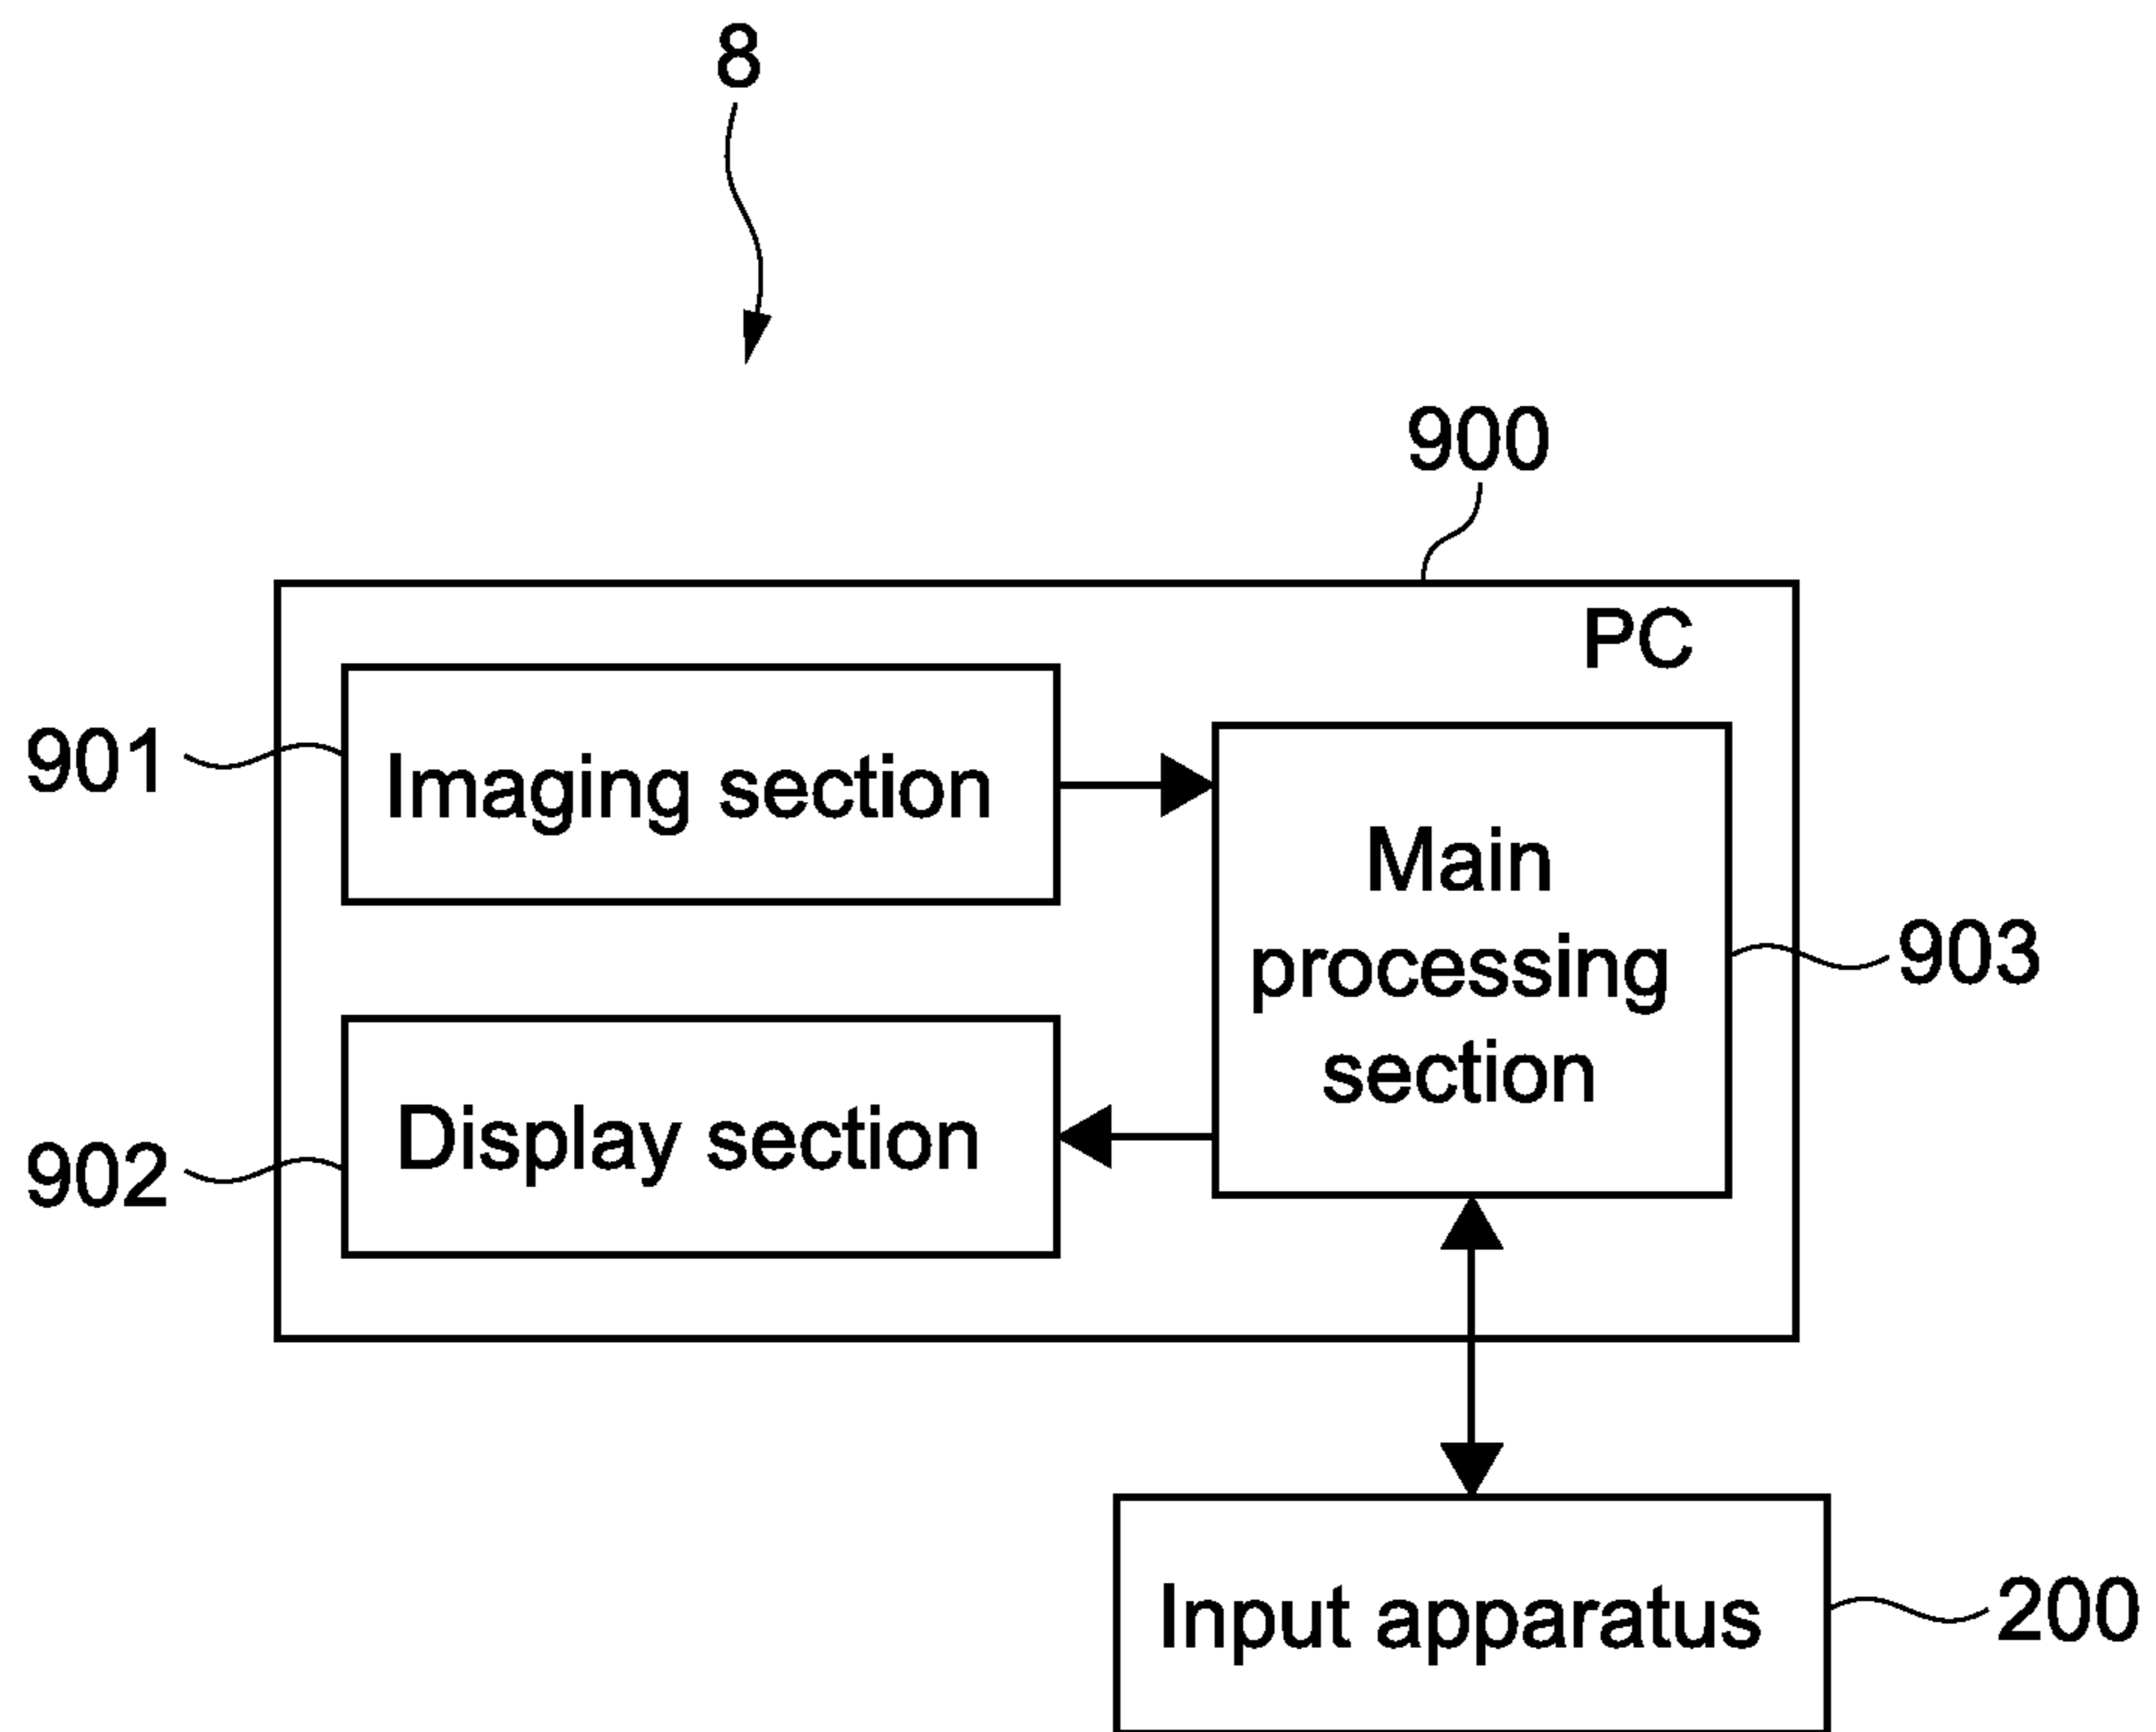 8
900
PC
901
Imaging section
Main
processing
section
903
902
Display section
Input apparatus
200